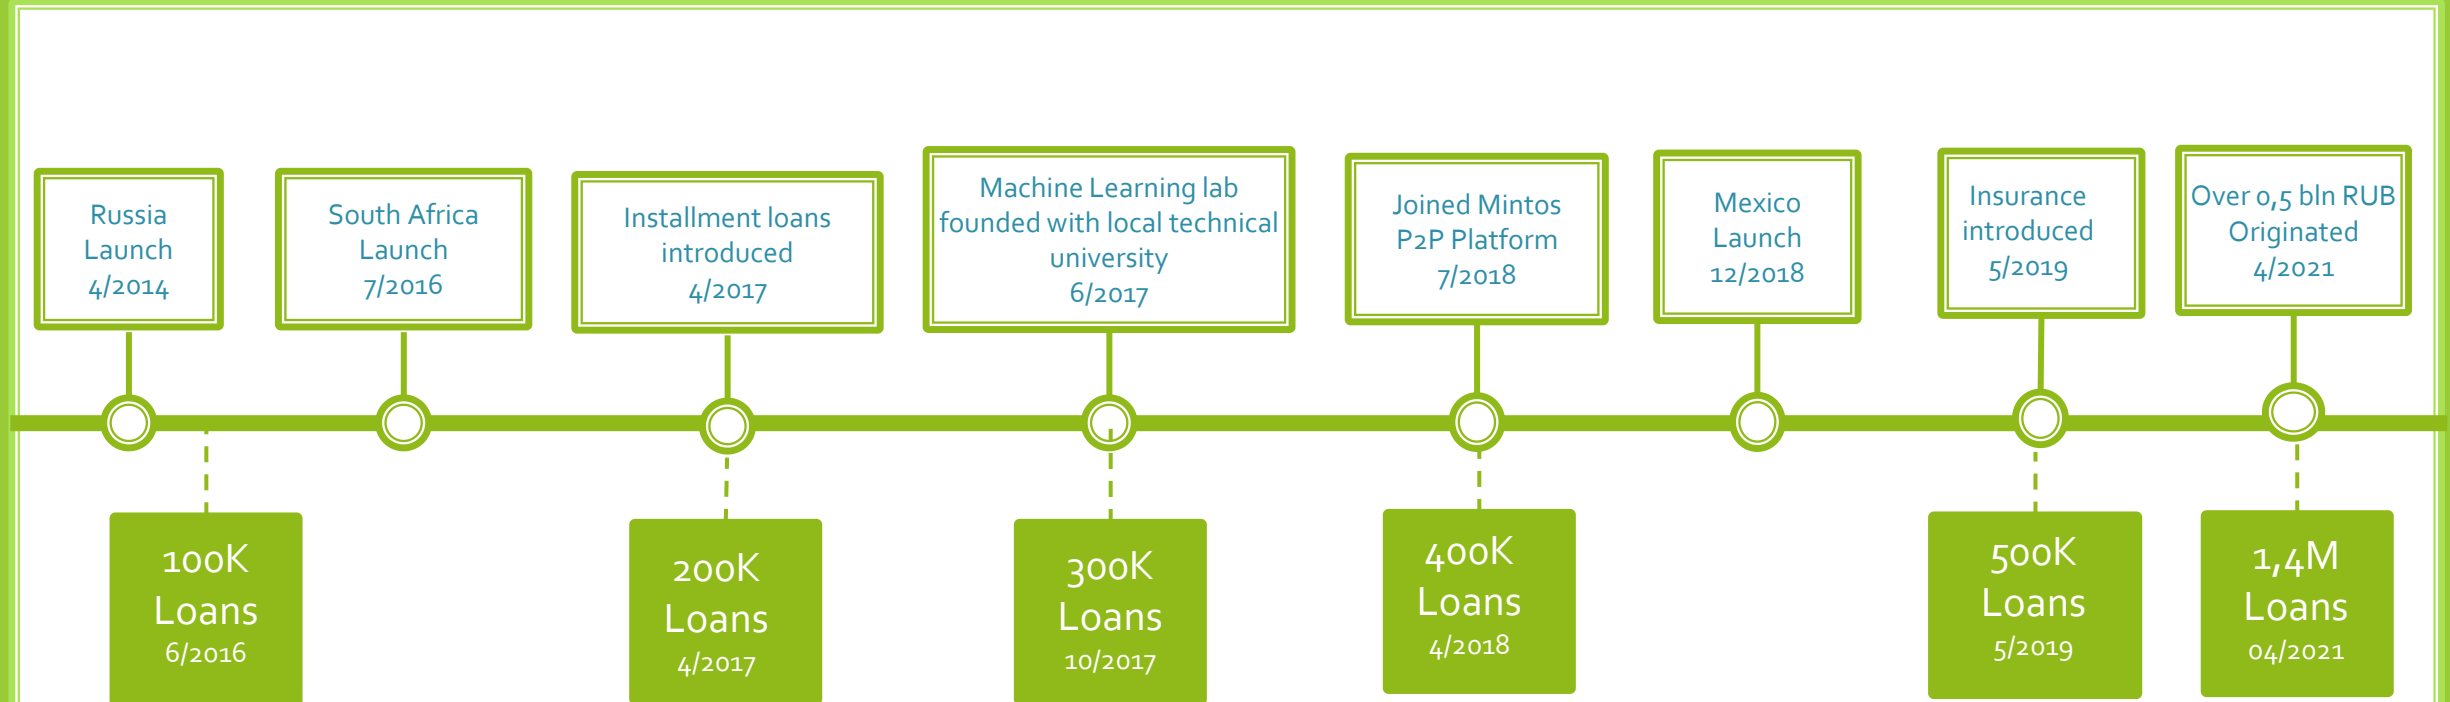 Russia
Launch
4/2014
South Africa
Launch
7/2016
Installment loans
introduced
4/2017
Machine Learning lab
founded with local technical
university
6/2017
Joined Mintos
P2P Platform
7/2018
Mexico
Launch
12/2018
Insurance
introduced
5/2019
Over 0,5 bln RUB
Originated
4/2021
100K
Loans
6/2016
200K
Loans
4/2017
300K
Loans
10/2017
400K
Loans
4/2018
500K
Loans
5/2019
1,4M
Loans
04/2021